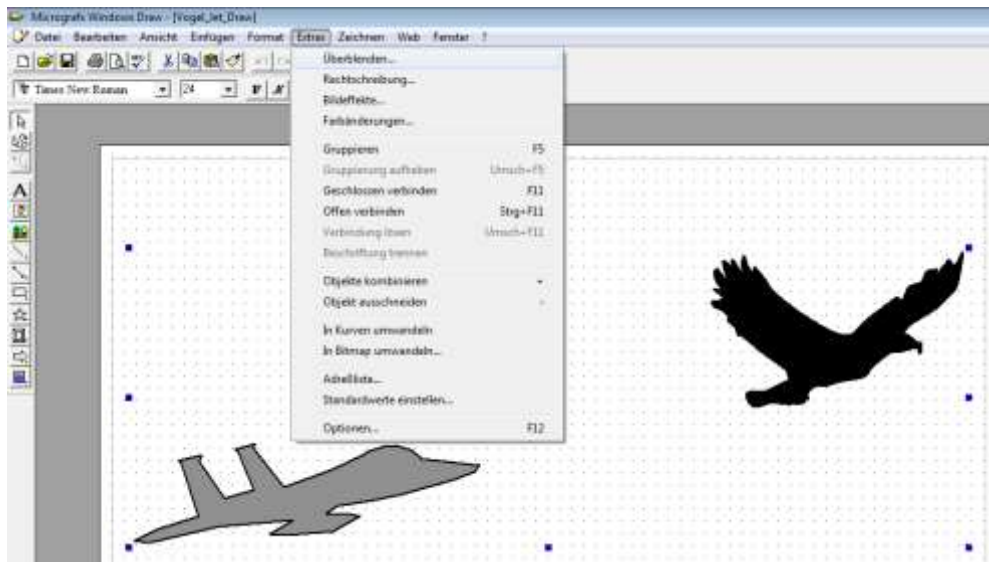 Micrografx Windows Draw - [Vogel_Jet_Draw]
Datei Bearbeiten Ansicht Einfügen Format Extras Zeichnen Web Fenster ?
Times New Roman 24 F K
Überblenden...
Rechtschreibung...
Bildeffekte...
Farbänderungen...
Gruppieren F5
Gruppierung aufheben Umsch+F5
Geschlossen verbinden F11
Offen verbinden Strg+F11
Verbindung lösen Umsch+F11
Beschriftung trennen
Objekte kombinieren
Objekt ausschneiden
In Kurven umwandeln
In Bitmap umwandeln...
Adreßliste...
Standardwerte einstellen...
Optionen... F12
A